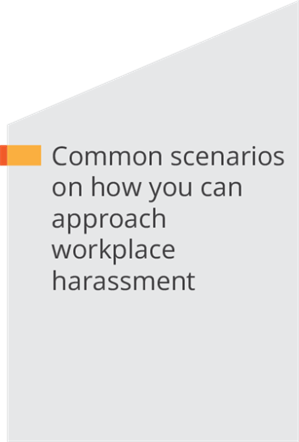 Common scenarios
on how you can
approach
workplace
harassment